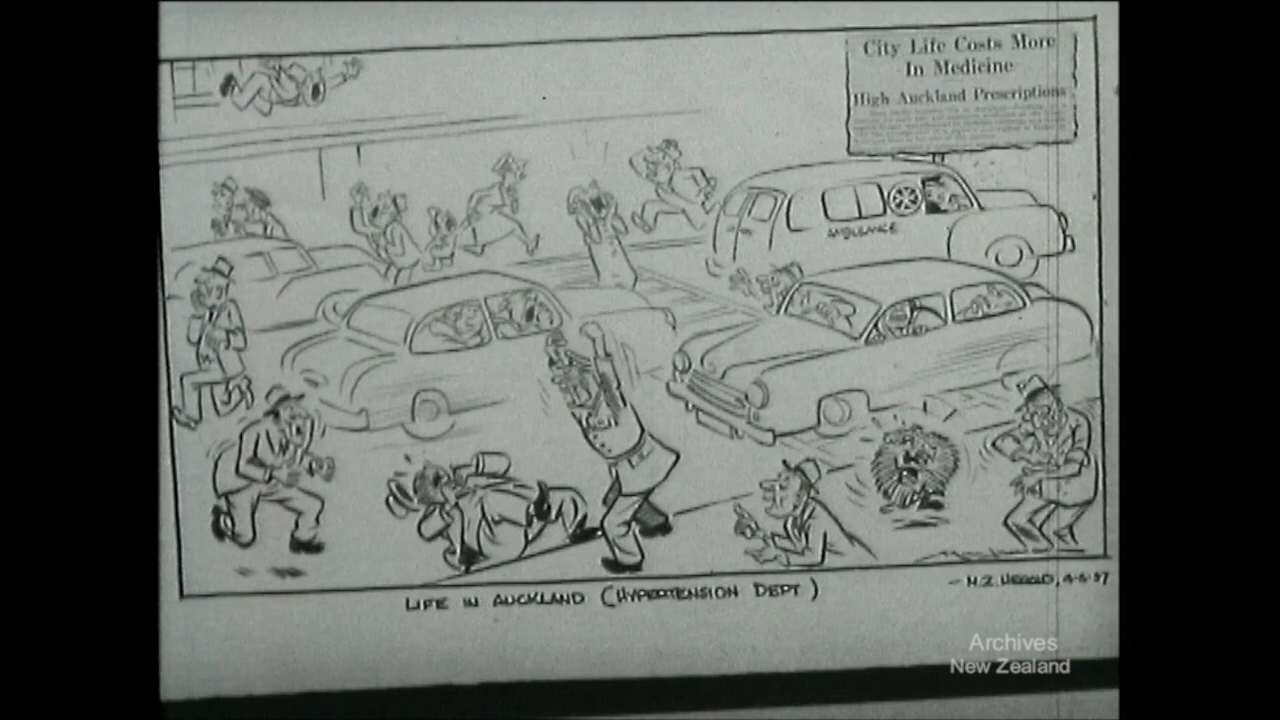 City Life Costs More
In Medicine
High Auckland Prescriptions
AMBULANCE
LIFE IN AUCKLAND (HYPERTENSION DEPT)
– N.Z. HERALD, 4-6-57
Archives
New Zealand